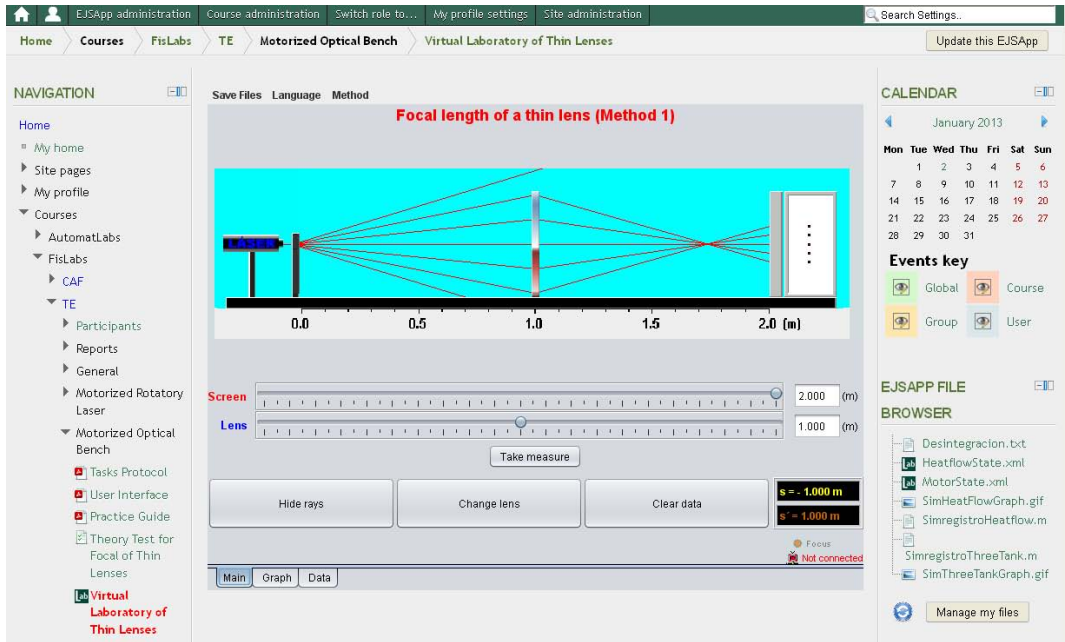 EJSApp administration Course administration Switch role to... My profile settings Site administration Search Settings..
Home Courses FisLabs TE Motorized Optical Bench Virtual Laboratory of Thin Lenses Update this EJSApp
NAVIGATION
Home
My home
Site pages
My profile
Courses
AutomatLabs
FisLabs
CAF
TE
Participants
Reports
General
Motorized Rotatory
Laser
Motorized Optical
Bench
Tasks Protocol
User Interface
Practice Guide
Theory Test for
Focal of Thin
Lenses
Virtual
Laboratory of
Thin Lenses
Save Files Language Method
Focal length of a thin lens (Method 1)
LASER
0.0 0.5 1.0 1.5 2.0 (m)
Screen 2.000 (m)
Lens 1.000 (m)
Take measure
Hide rays Change lens Clear data
s = - 1.000 m
s´= 1.000 m
Focus
Not connected
Main Graph Data
CALENDAR
January 2013
Mon Tue Wed Thu Fri Sat Sun
1 2 3 4 5 6
7 8 9 10 11 12 13
14 15 16 17 18 19 20
21 22 23 24 25 26 27
28 29 30 31
Events key
Global Course
Group User
EJSAPP FILE
BROWSER
Desintegracion.txt
HeatflowState.xml
MotorState.xml
SimHeatFlowGraph.gif
SimregistroHeatflow.m
SimregistroThreeTank.m
SimThreeTankGraph.gif
Manage my files